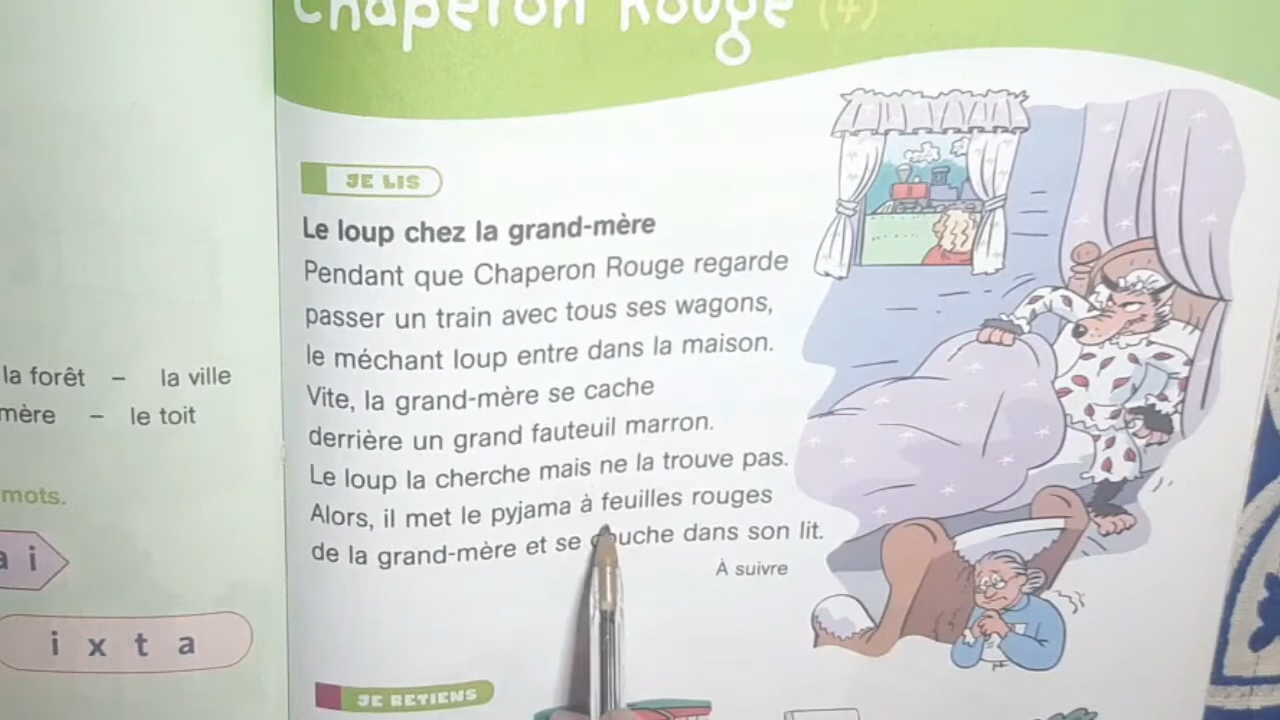 Chaperon Rouge (4)
JE LIS
Le loup chez la grand-mère
Pendant que Chaperon Rouge regarde
passer un train avec tous ses wagons,
le méchant loup entre dans la maison.
Vite, la grand-mère se cache
derrière un grand fauteuil marron.
Le loup la cherche mais ne la trouve pas.
Alors, il met le pyjama à feuilles rouges
de la grand-mère et se couche dans son lit.
À suivre
JE RETIENS
la forêt – la ville
mère – le toit
mots.
a i
i x t a